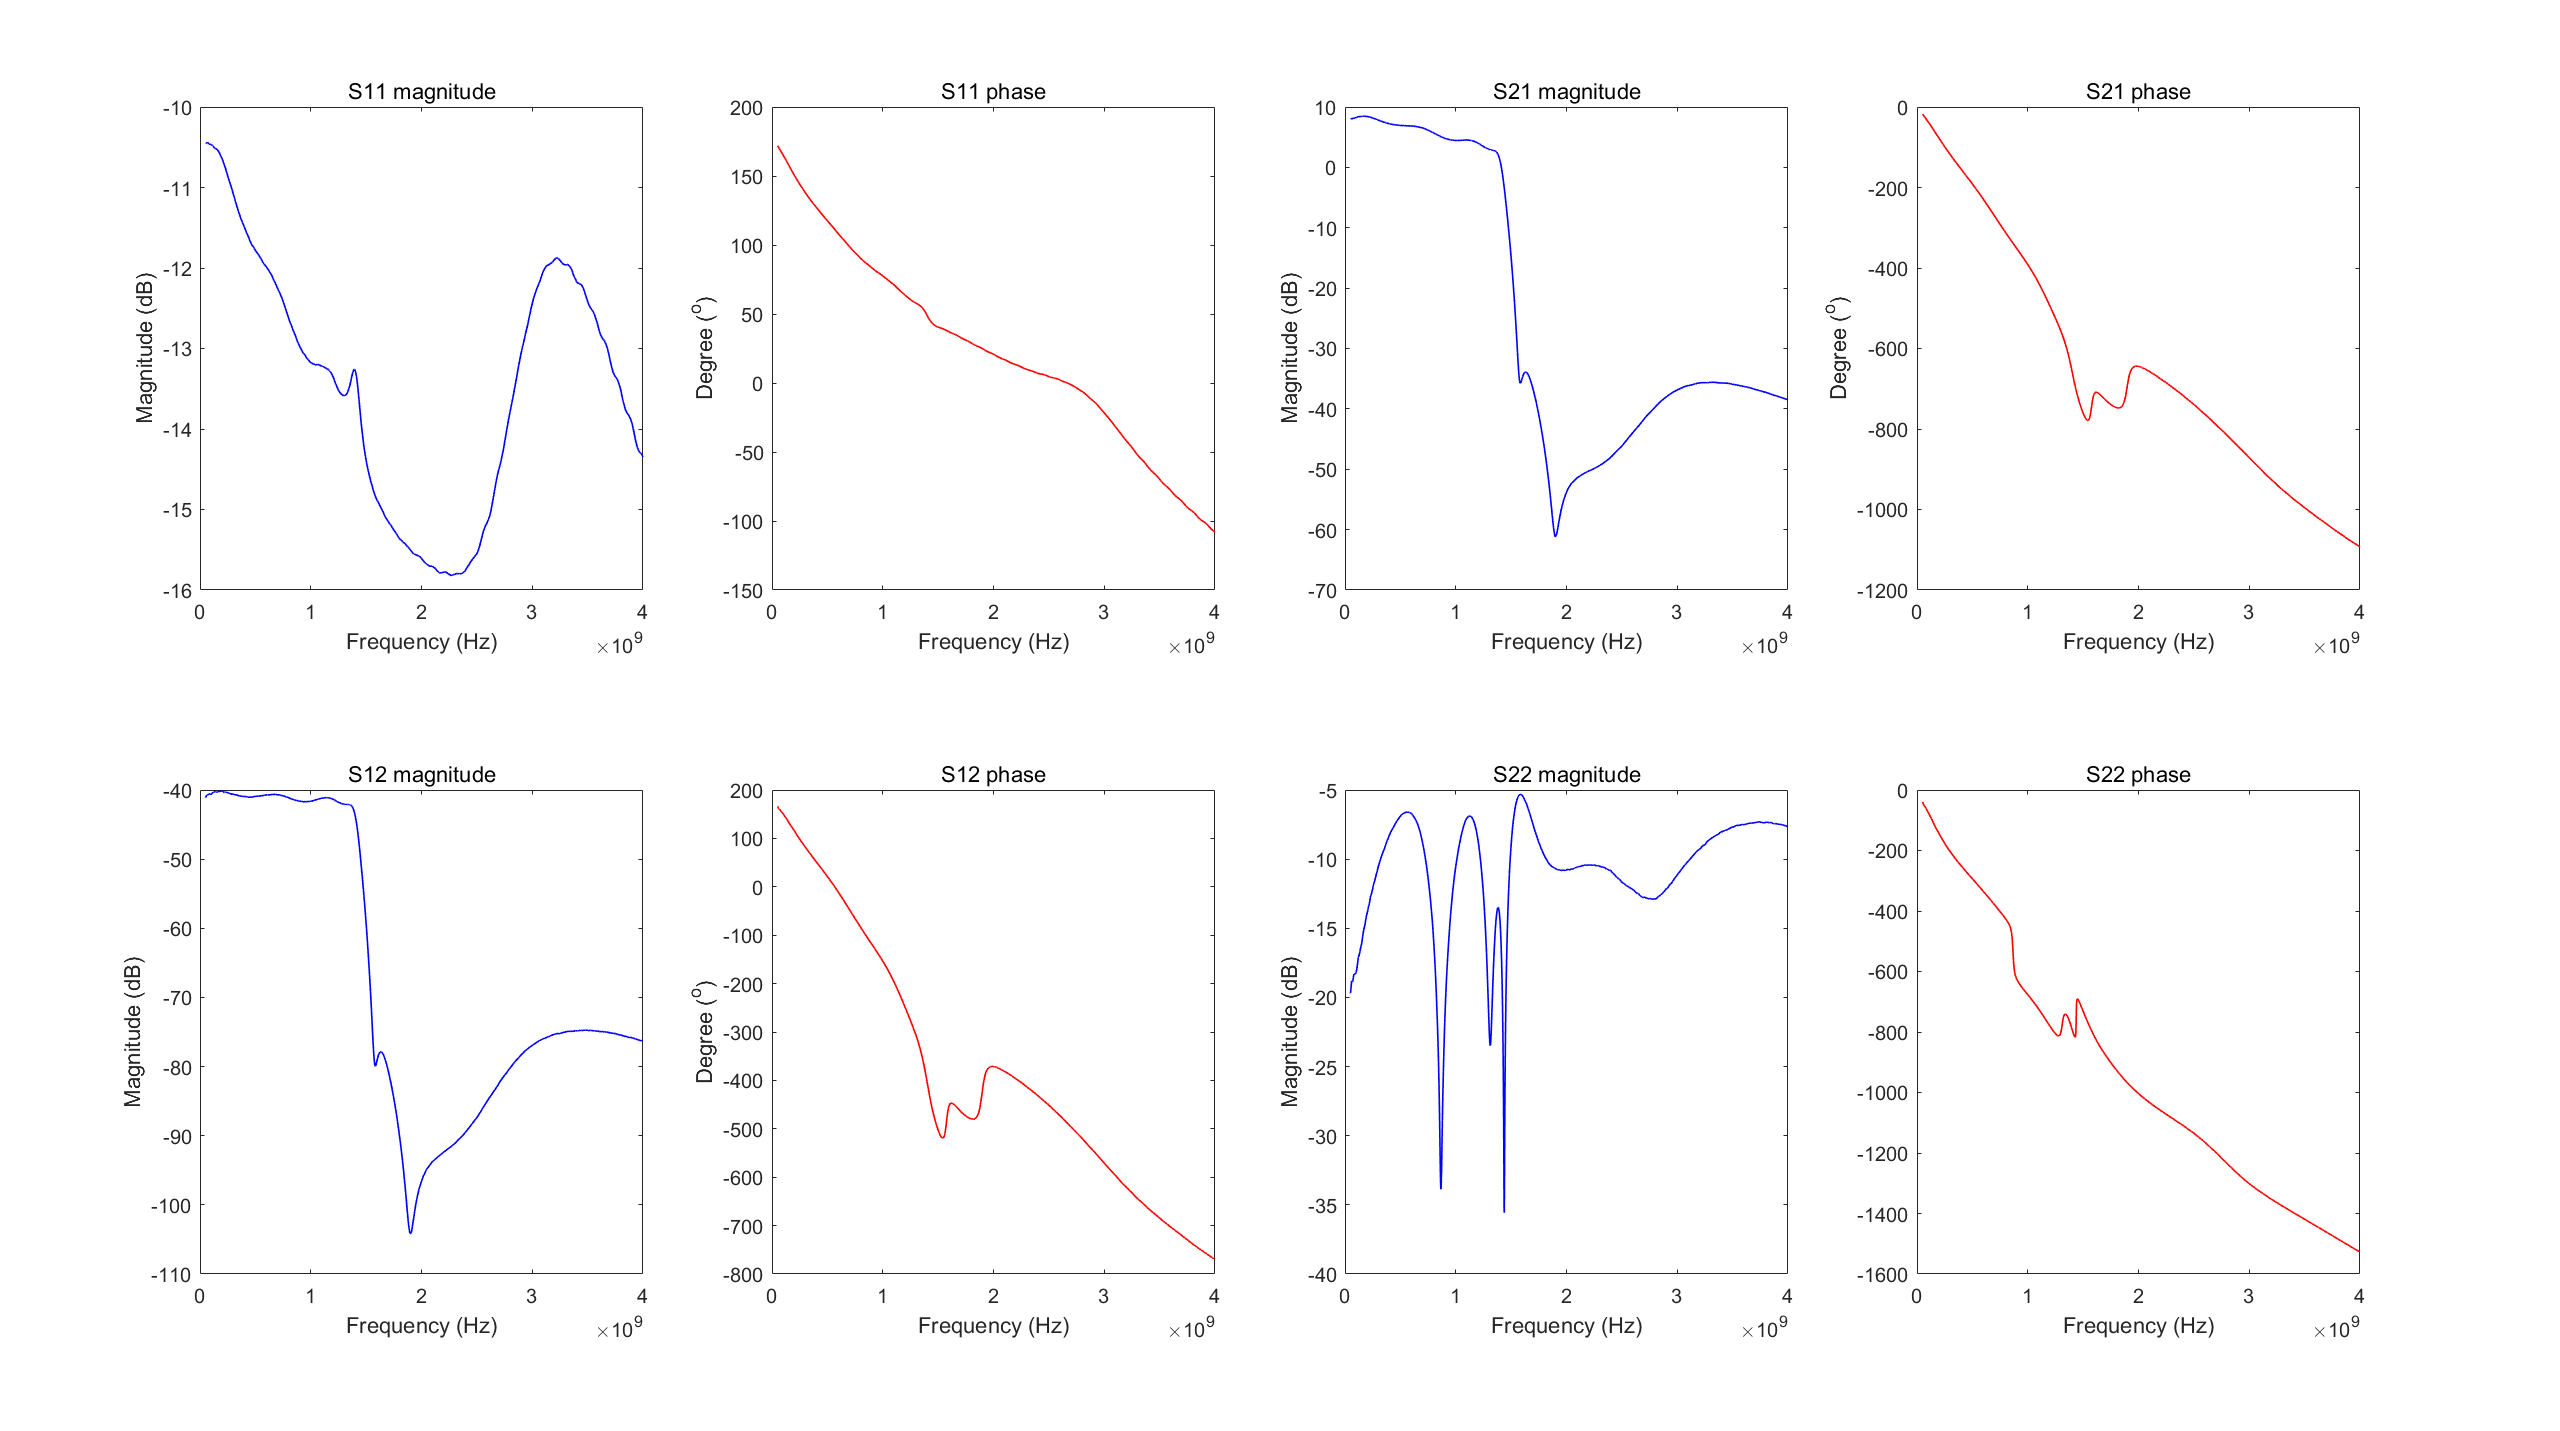 S11 magnitude
-10
-11
-12
-13
-14
-15
-16
Magnitude (dB)
0 1 2 3 4
Frequency (Hz)
×10⁹
S11 phase
200
150
100
50
0
-50
-100
-150
Degree (º)
0 1 2 3 4
Frequency (Hz)
×10⁹
S21 magnitude
10
0
-10
-20
-30
-40
-50
-60
-70
Magnitude (dB)
0 1 2 3 4
Frequency (Hz)
×10⁹
S21 phase
0
-200
-400
-600
-800
-1000
-1200
Degree (º)
0 1 2 3 4
Frequency (Hz)
×10⁹
S12 magnitude
-40
-50
-60
-70
-80
-90
-100
-110
Magnitude (dB)
0 1 2 3 4
Frequency (Hz)
×10⁹
S12 phase
200
100
0
-100
-200
-300
-400
-500
-600
-700
-800
Degree (º)
0 1 2 3 4
Frequency (Hz)
×10⁹
S22 magnitude
-5
-10
-15
-20
-25
-30
-35
-40
Magnitude (dB)
0 1 2 3 4
Frequency (Hz)
×10⁹
S22 phase
0
-200
-400
-600
-800
-1000
-1200
-1400
-1600
0 1 2 3 4
Frequency (Hz)
×10⁹